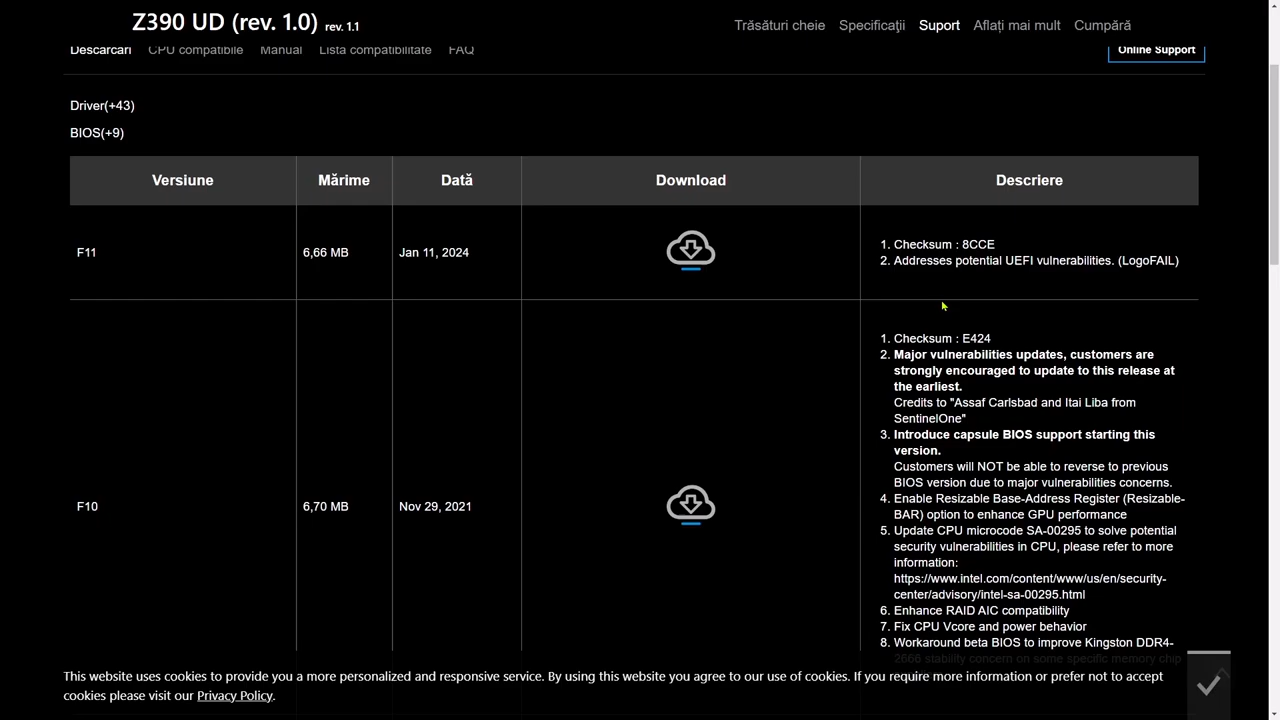 Z390 UD (rev. 1.0) rev. 1.1
Trăsături cheie Specificaţii Suport Aflați mai mult Cumpără
Descărcări CPU compatibile Manual Lista compatibilitate FAQ
Online Support
Driver(+43)
BIOS(+9)
Versiune Mărime Dată Download Descriere
F11 6,66 MB Jan 11, 2024
1. Checksum : 8CCE
2. Addresses potential UEFI vulnerabilities. (LogoFAIL)
F10 6,70 MB Nov 29, 2021
1. Checksum : E424
2. Major vulnerabilities updates, customers are
strongly encouraged to update to this release at
the earliest.
Credits to "Assaf Carlsbad and Itai Liba from
SentinelOne"
3. Introduce capsule BIOS support starting this
version.
Customers will NOT be able to reverse to previous
BIOS version due to major vulnerabilities concerns.
4. Enable Resizable Base-Address Register (Resizable-
BAR) option to enhance GPU performance
5. Update CPU microcode SA-00295 to solve potential
security vulnerabilities in CPU, please refer to more
information:
https://www.intel.com/content/www/us/en/security-
center/advisory/intel-sa-00295.html
6. Enhance RAID AIC compatibility
7. Fix CPU Vcore and power behavior
8. Workaround beta BIOS to improve Kingston DDR4-
2666 stability concern on some specific memory chip
This website uses cookies to provide you a more personalized and responsive service. By using this website you agree to our use of cookies. If you require more information or prefer not to accept
cookies please visit our Privacy Policy.